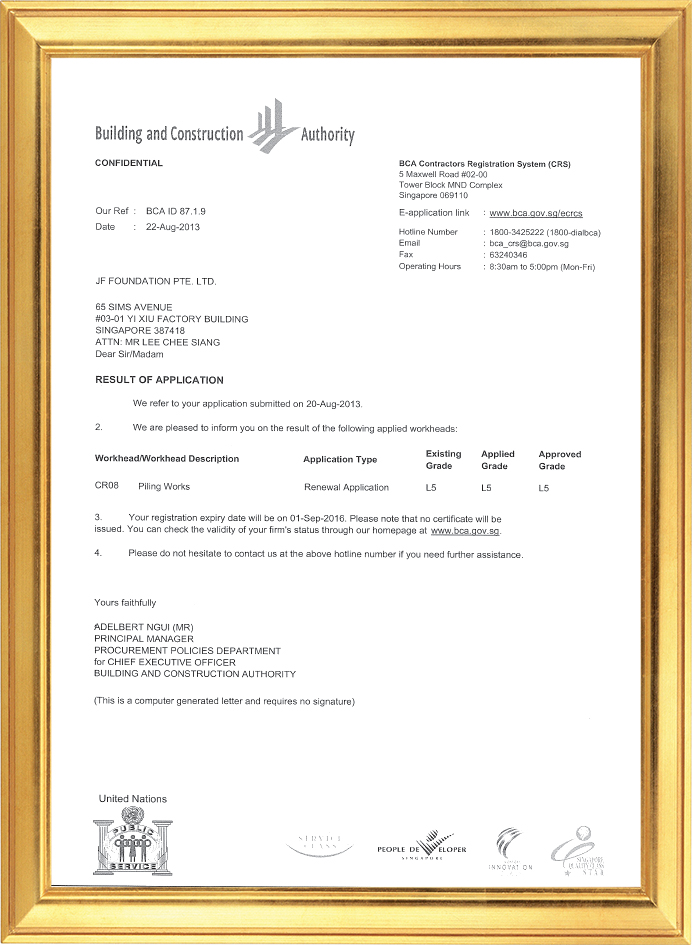 Building and Construction Authority
CONFIDENTIAL
BCA Contractors Registration System (CRS)
5 Maxwell Road #02-00
Tower Block MND Complex
Singapore 069110
Our Ref : BCA ID 87.1.9
Date : 22-Aug-2013
E-application link : www.bca.gov.sg/ecrcs
Hotline Number : 1800-3425222 (1800-dialbca)
Email : bca_crs@bca.gov.sg
Fax : 63240346
Operating Hours : 8:30am to 5:00pm (Mon-Fri)
JF FOUNDATION PTE. LTD.
65 SIMS AVENUE
#03-01 YI XIU FACTORY BUILDING
SINGAPORE 387418
ATTN: MR LEE CHEE SIANG
Dear Sir/Madam
RESULT OF APPLICATION
We refer to your application submitted on 20-Aug-2013.
2. We are pleased to inform you on the result of the following applied workheads:
Workhead/Workhead Description Application Type Existing Grade Applied Grade Approved Grade
CR08 Piling Works Renewal Application L5 L5 L5
3. Your registration expiry date will be on 01-Sep-2016. Please note that no certificate will be
issued. You can check the validity of your firm's status through our homepage at www.bca.gov.sg.
4. Please do not hesitate to contact us at the above hotline number if you need further assistance.
Yours faithfully
ADELBERT NGUI (MR)
PRINCIPAL MANAGER
PROCUREMENT POLICIES DEPARTMENT
for CHIEF EXECUTIVE OFFICER
BUILDING AND CONSTRUCTION AUTHORITY
(This is a computer generated letter and requires no signature)
United Nations
PUBLIC
SERVICE
SERVICE
CLASS
PEOPLE DEVELOPER
SINGAPORE
INNOVATION
SINGAPORE
QUALITY CLASS
STAR